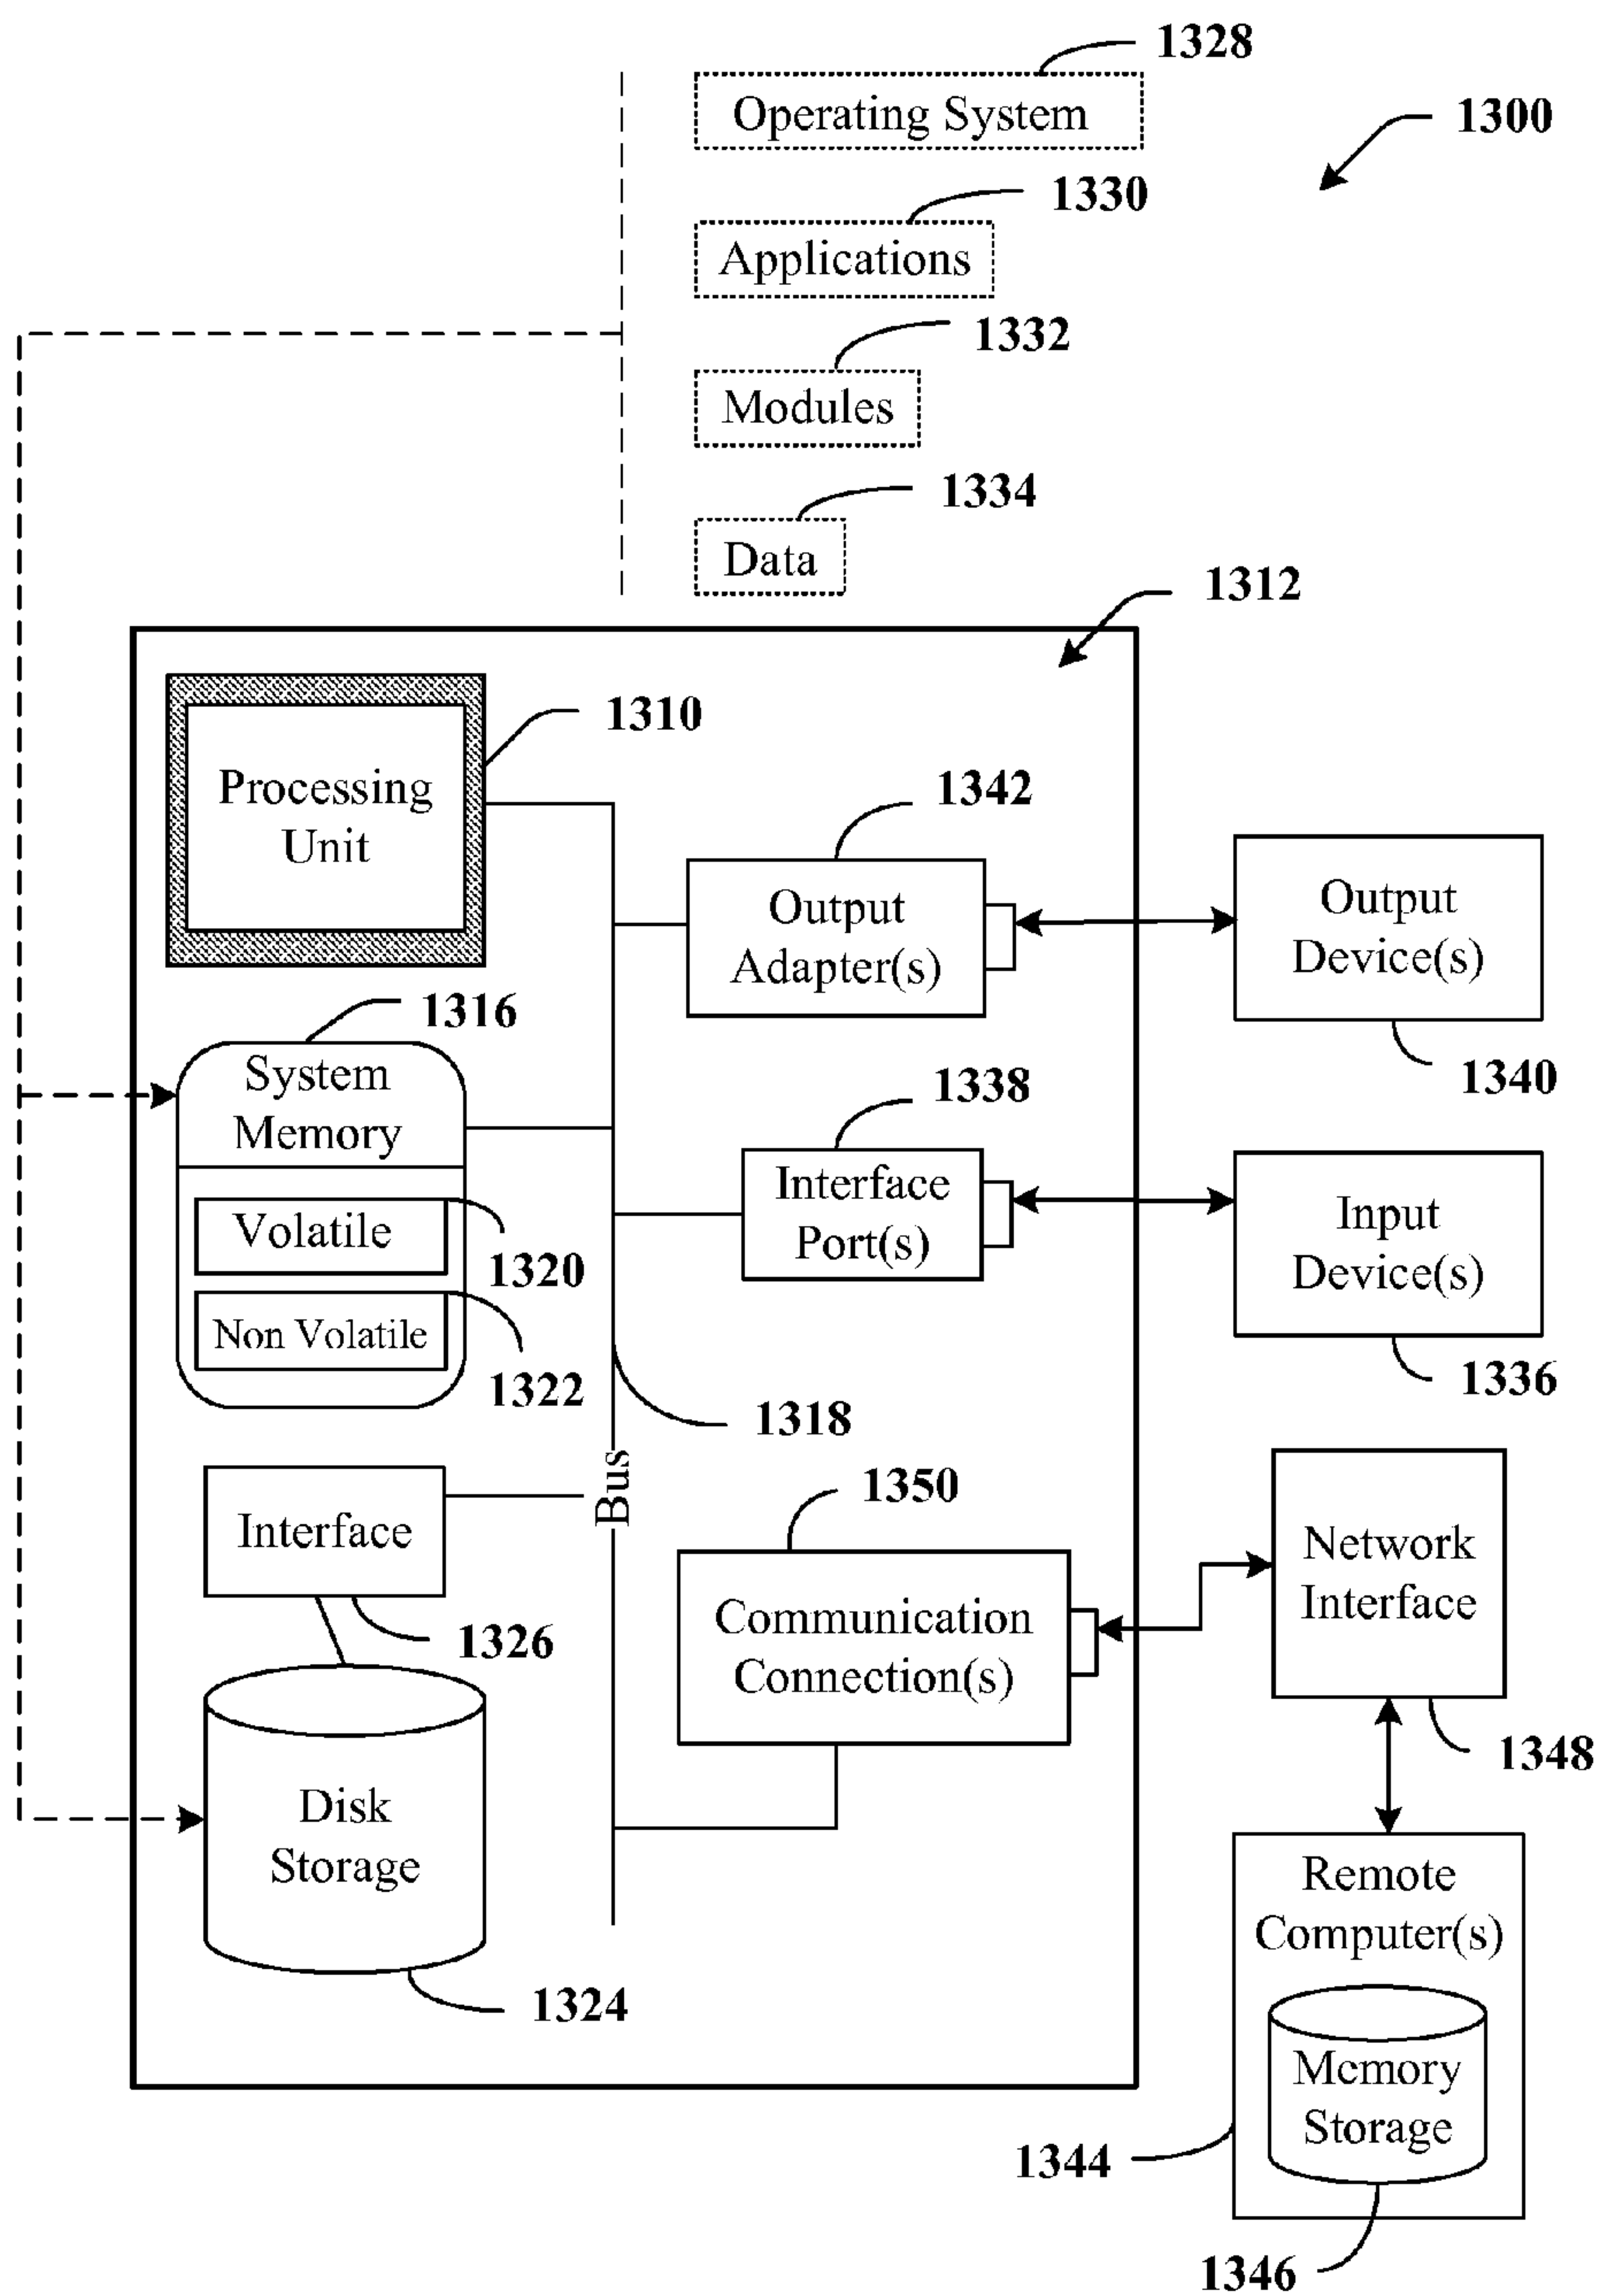 1328
Operating System
1300
1330
Applications
1332
Modules
1334
Data
1312
1310
Processing
Unit
1342
Output
Adapter(s)
Output
Device(s)
1340
1316
System
Memory
Volatile
1320
Non Volatile
1322
1338
Interface
Port(s)
Input
Device(s)
1336
1318
Bus
Interface
1326
1350
Communication
Connection(s)
Network
Interface
1348
Disk
Storage
1324
Remote
Computer(s)
Memory
Storage
1344
1346